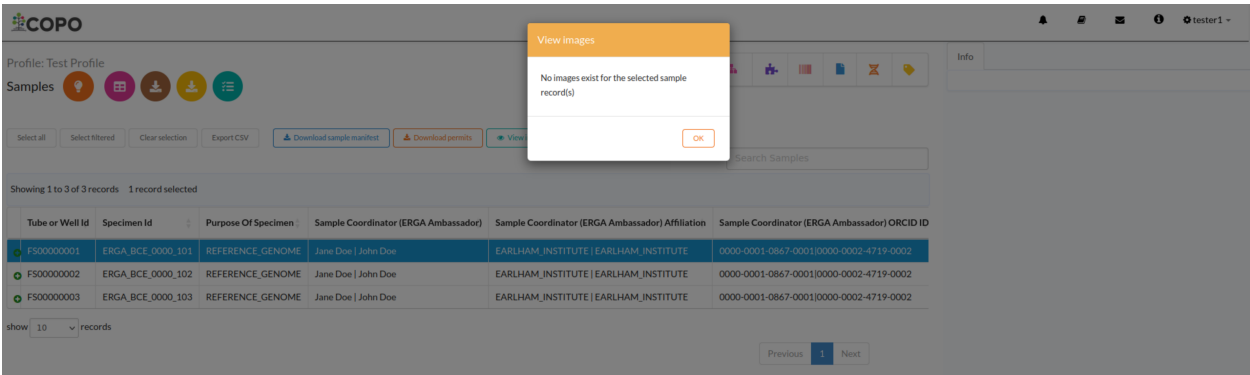 COPO
tester1
View images
No images exist for the selected sample
record(s)
OK
Profile: Test Profile
Samples
Info
Select all
Select filtered
Clear selection
Export CSV
Download sample manifest
Download permits
View
Search Samples
Showing 1 to 3 of 3 records 1 record selected
Tube or Well Id Specimen Id Purpose Of Specimen Sample Coordinator (ERGA Ambassador) Sample Coordinator (ERGA Ambassador) Affiliation Sample Coordinator (ERGA Ambassador) ORCID ID
FS00000001 ERGA_BCE_0000_101 REFERENCE_GENOME Jane Doe | John Doe EARLHAM_INSTITUTE | EARLHAM_INSTITUTE 0000-0001-0867-0001|0000-0002-4719-0002
FS00000002 ERGA_BCE_0000_102 REFERENCE_GENOME Jane Doe | John Doe EARLHAM_INSTITUTE | EARLHAM_INSTITUTE 0000-0001-0867-0001|0000-0002-4719-0002
FS00000003 ERGA_BCE_0000_103 REFERENCE_GENOME Jane Doe | John Doe EARLHAM_INSTITUTE | EARLHAM_INSTITUTE 0000-0001-0867-0001|0000-0002-4719-0002
show 10 records
Previous 1 Next